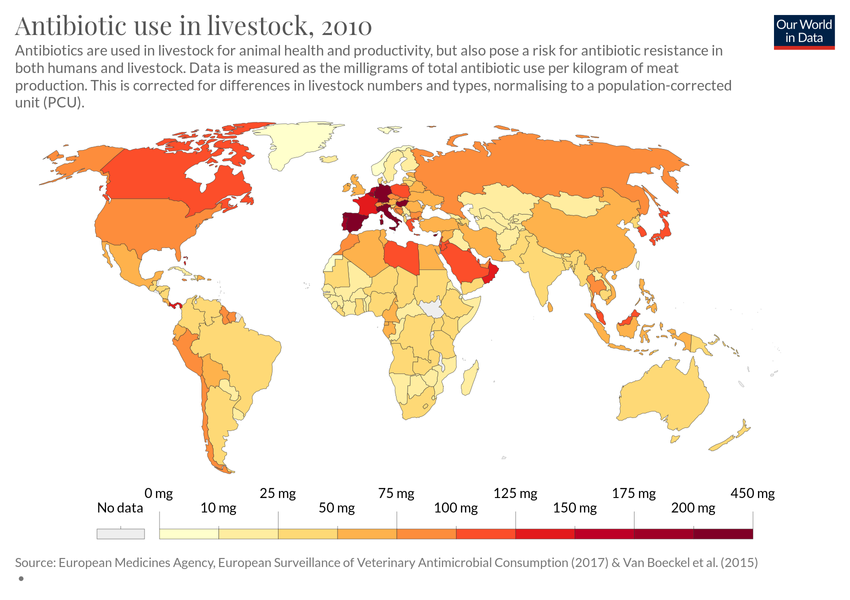 Antibiotic use in livestock, 2010
Our World
in Data
Antibiotics are used in livestock for animal health and productivity, but also pose a risk for antibiotic resistance in
both humans and livestock. Data is measured as the milligrams of total antibiotic use per kilogram of meat
production. This is corrected for differences in livestock numbers and types, normalising to a population-corrected
unit (PCU).
0 mg 25 mg 75 mg 125 mg 175 mg 450 mg
No data 10 mg 50 mg 100 mg 150 mg 200 mg
Source: European Medicines Agency, European Surveillance of Veterinary Antimicrobial Consumption (2017) & Van Boeckel et al. (2015)
•